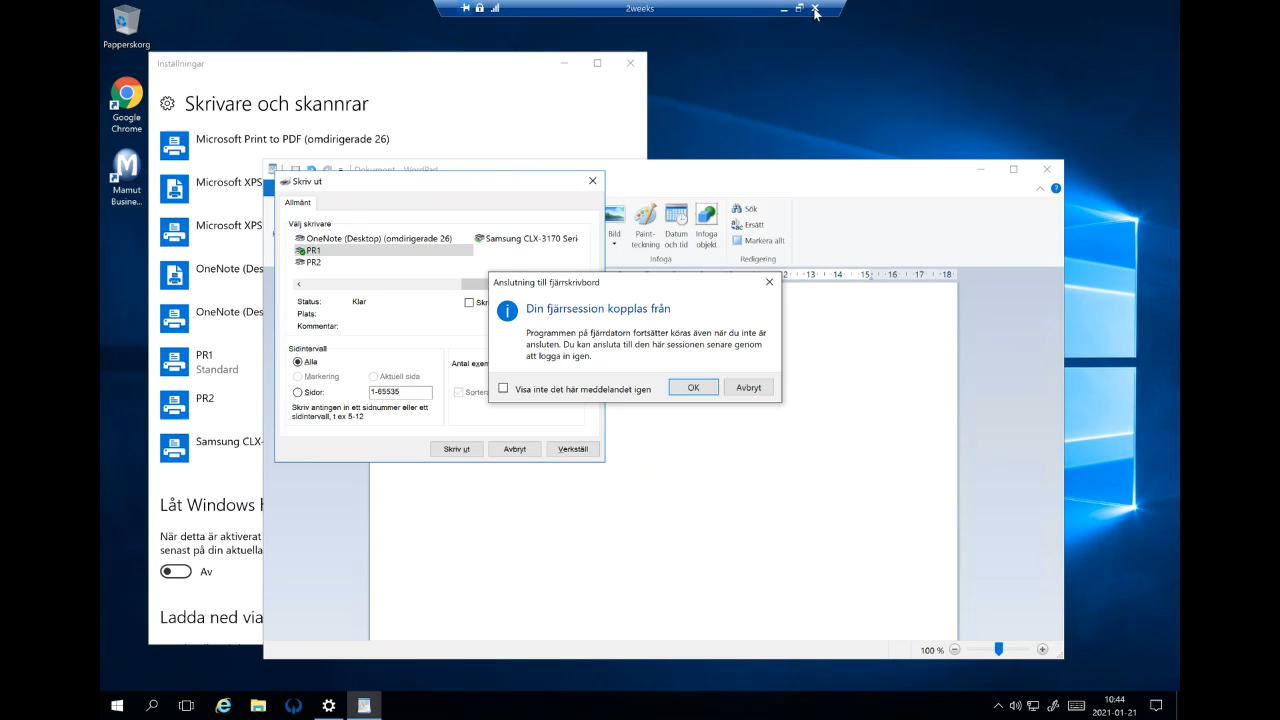 2weeks
Papperskorg
Google
Chrome
Mamut
Busine...
Inställningar
Skrivare och skannrar
Microsoft Print to PDF (omdirigerade 26)
Microsoft XPS
Microsoft XPS
OneNote (Des
OneNote (Des
PR1
Standard
PR2
Samsung CLX-
Låt Windows
När detta är aktiverat
senast på din aktuella
Av
Ladda ned via
Dokument - WordPad
Bild
Paint-
teckning
Datum
och tid
Infoga
objekt
Infoga
Sök
Ersätt
Markera allt
Redigering
13 14 15 16 17 18
Skriv ut
Allmänt
Välj skrivare
OneNote (Desktop) (omdirigerade 26)
Samsung CLX-3170 Seri
PR1
PR2
Status: Klar
Plats:
Kommentar:
Skr
Sidintervall
Alla
Markering
Aktuell sida
Sidor:
1-65535
Skriv antingen in ett sidnummer eller ett
sidintervall, t ex 5-12
Antal exem
Sortera
Skriv ut
Avbryt
Verkställ
Anslutning till fjärrskrivbord
Din fjärrsession kopplas från
Programmen på fjärrdatorn fortsätter köras även när du inte är
ansluten. Du kan ansluta till den här sessionen senare genom
att logga in igen.
Visa inte det här meddelandet igen
OK
Avbryt
100 %
10:44
2021-01-21